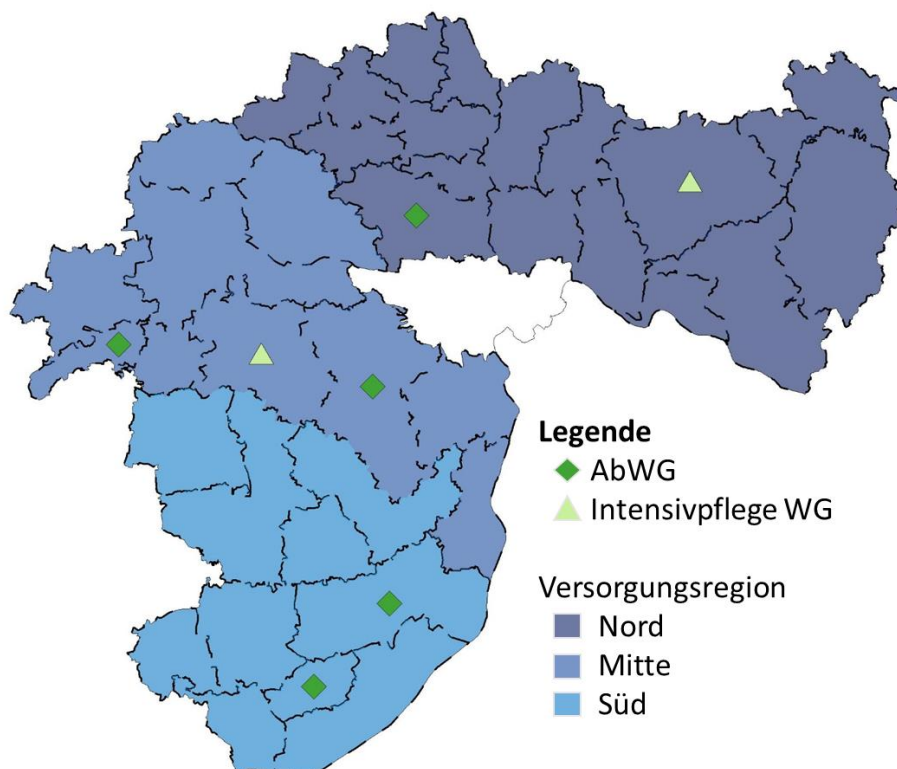 Legende
AbWG
Intensivpflege WG
Versorgungsregion
Nord
Mitte
Süd